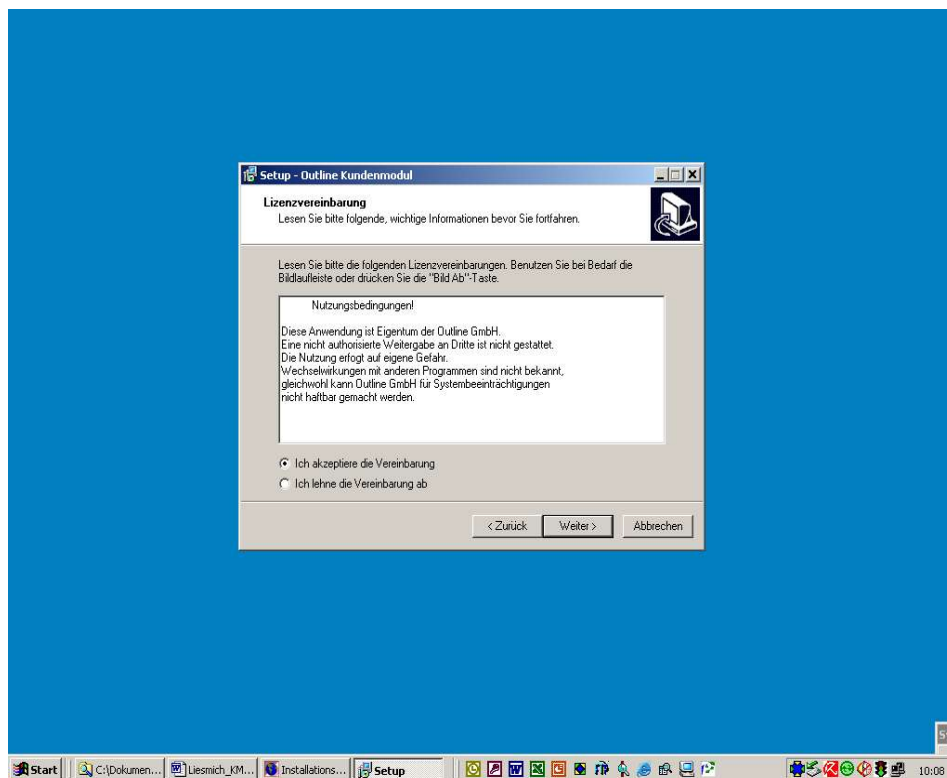 Setup - Outline Kundenmodul
Lizenzvereinbarung
Lesen Sie bitte folgende, wichtige Informationen bevor Sie fortfahren.
Lesen Sie bitte die folgenden Lizenzvereinbarungen. Benutzen Sie bei Bedarf die
Bildlaufleiste oder drücken Sie die "Bild Ab"-Taste.
Nutzungsbedingungen!
Diese Anwendung ist Eigentum der Outline GmbH.
Eine nicht authorisierte Weitergabe an Dritte ist nicht gestattet.
Die Nutzung erfogt auf eigene Gefahr.
Wechselwirkungen mit anderen Programmen sind nicht bekannt,
gleichwohl kann Outline GmbH für Systembeeinträchtigungen
nicht haftbar gemacht werden.
Ich akzeptiere die Vereinbarung
Ich lehne die Vereinbarung ab
< Zurück Weiter > Abbrechen
Start C:\Dokumen... Liesmich_KM... Installations... Setup 10:08